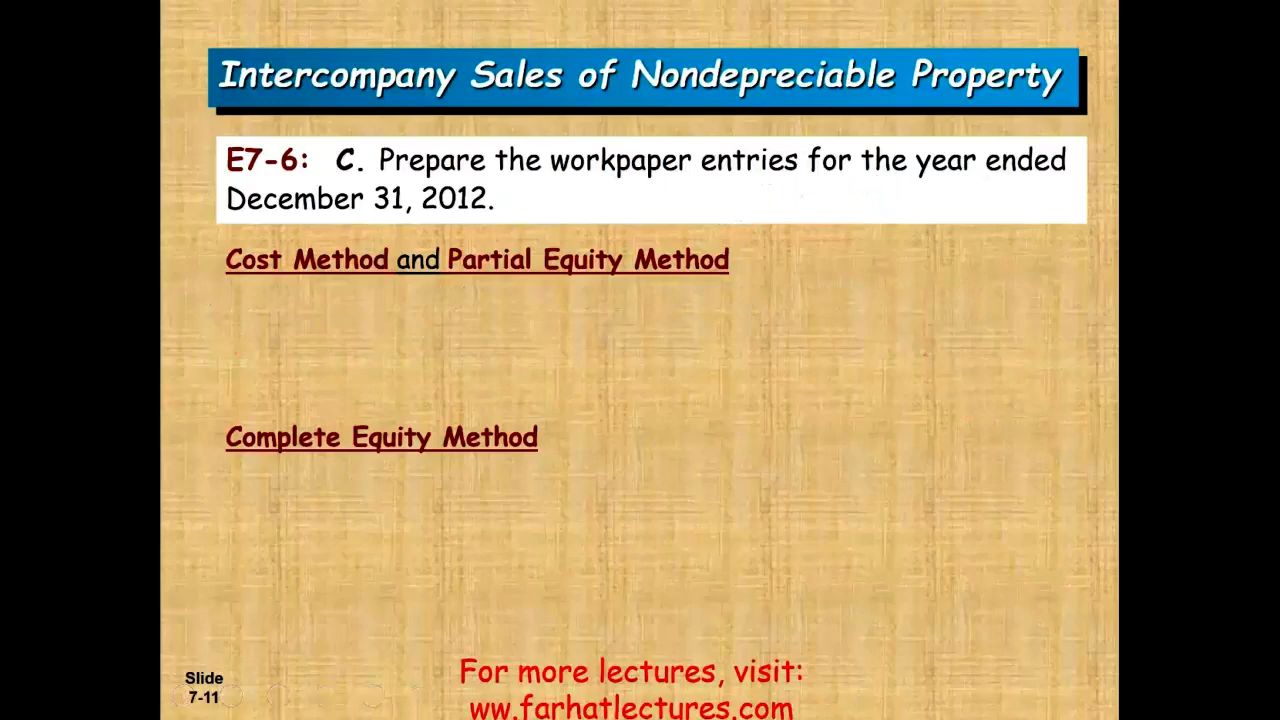 Intercompany Sales of Nondepreciable Property
E7-6: C. Prepare the workpaper entries for the year ended
December 31, 2012.
Cost Method and Partial Equity Method
Complete Equity Method
Slide
7-11
For more lectures, visit:
ww.farhatlectures.com